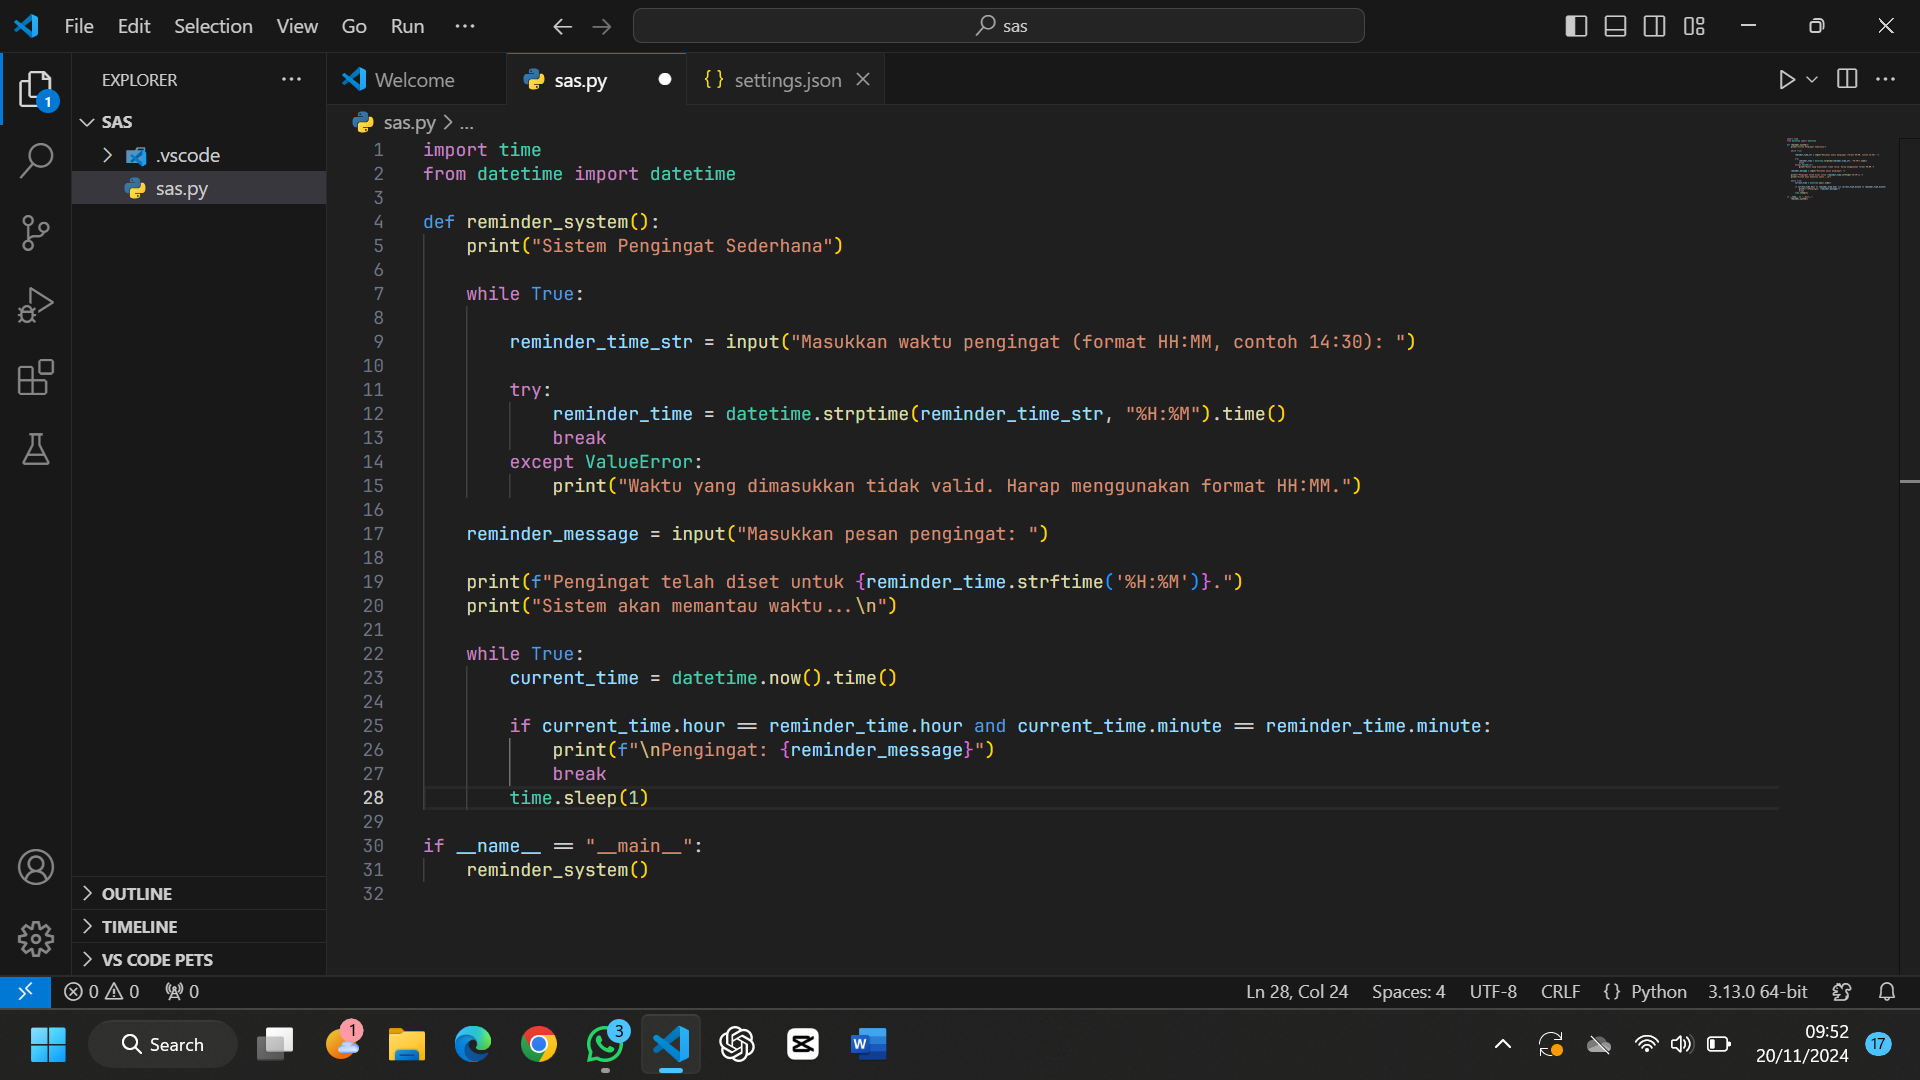 File Edit Selection View Go Run ...
sas
EXPLORER ...
1
SAS
.vscode
sas.py
Welcome
sas.py
{ } settings.json
sas.py > ...
1 import time
2 from datetime import datetime
3
4 def reminder_system():
5 print("Sistem Pengingat Sederhana")
6
7 while True:
8
9 reminder_time_str = input("Masukkan waktu pengingat (format HH:MM, contoh 14:30): ")
10
11 try:
12 reminder_time = datetime.strptime(reminder_time_str, "%H:%M").time()
13 break
14 except ValueError:
15 print("Waktu yang dimasukkan tidak valid. Harap menggunakan format HH:MM.")
16
17 reminder_message = input("Masukkan pesan pengingat: ")
18
19 print(f"Pengingat telah diset untuk {reminder_time.strftime('%H:%M')}.")
20 print("Sistem akan memantau waktu...\n")
21
22 while True:
23 current_time = datetime.now().time()
24
25 if current_time.hour == reminder_time.hour and current_time.minute == reminder_time.minute:
26 print(f"\nPengingat: {reminder_message}")
27 break
28 time.sleep(1)
29
30 if __name__ == "__main__":
31 reminder_system()
32
OUTLINE
TIMELINE
VS CODE PETS
0 0 0
Ln 28, Col 24 Spaces: 4 UTF-8 CRLF { } Python 3.13.0 64-bit
Search
1
3
W
09:52
20/11/2024
17